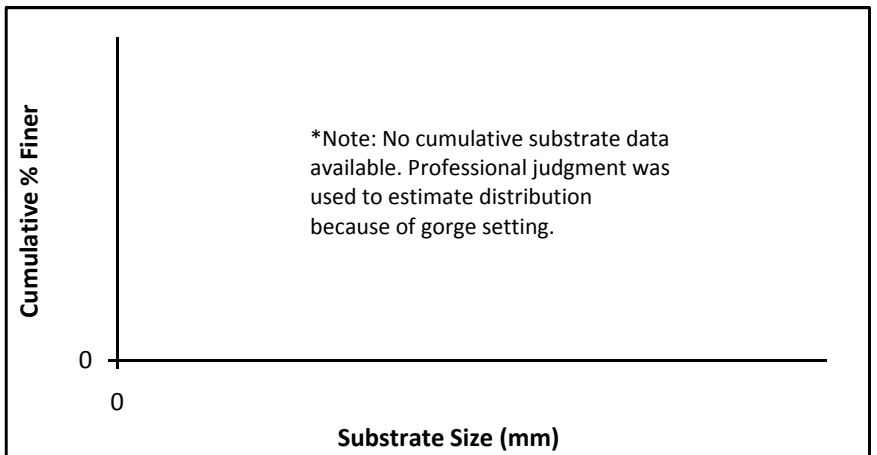 Cumulative % Finer
*Note: No cumulative substrate data
available. Professional judgment was
used to estimate distribution
because of gorge setting.
0
0
Substrate Size (mm)